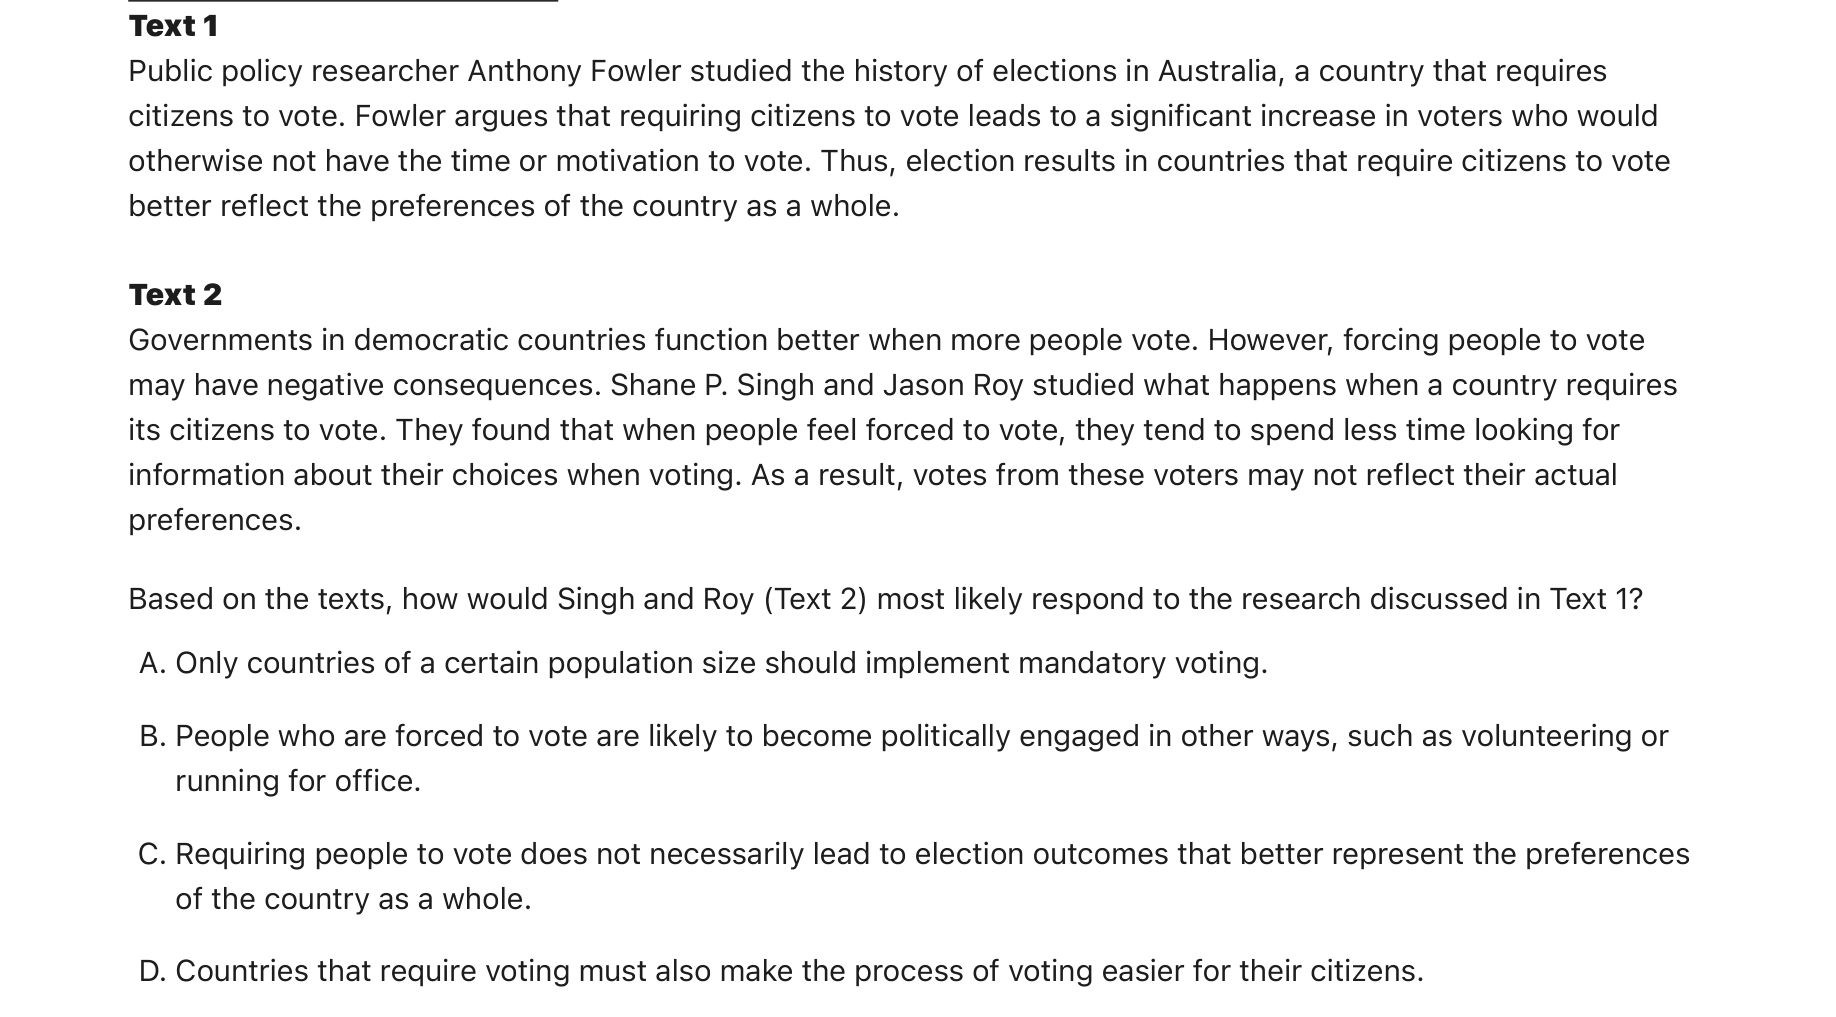 Text 1
Public policy researcher Anthony Fowler studied the history of elections in Australia, a country that requires
citizens to vote. Fowler argues that requiring citizens to vote leads to a significant increase in voters who would
otherwise not have the time or motivation to vote. Thus, election results in countries that require citizens to vote
better reflect the preferences of the country as a whole.
Text 2
Governments in democratic countries function better when more people vote. However, forcing people to vote
may have negative consequences. Shane P. Singh and Jason Roy studied what happens when a country requires
its citizens to vote. They found that when people feel forced to vote, they tend to spend less time looking for
information about their choices when voting. As a result, votes from these voters may not reflect their actual
preferences.
Based on the texts, how would Singh and Roy (Text 2) most likely respond to the research discussed in Text 1?
A. Only countries of a certain population size should implement mandatory voting.
B. People who are forced to vote are likely to become politically engaged in other ways, such as volunteering or
running for office.
C. Requiring people to vote does not necessarily lead to election outcomes that better represent the preferences
of the country as a whole.
D. Countries that require voting must also make the process of voting easier for their citizens.